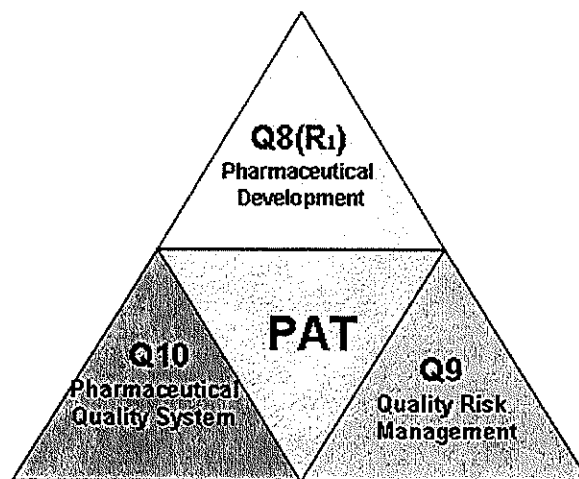 Q8(R1)
Pharmaceutical
Development
PAT
Q10
Pharmaceutical
Quality System
Q9
Quality Risk
Management